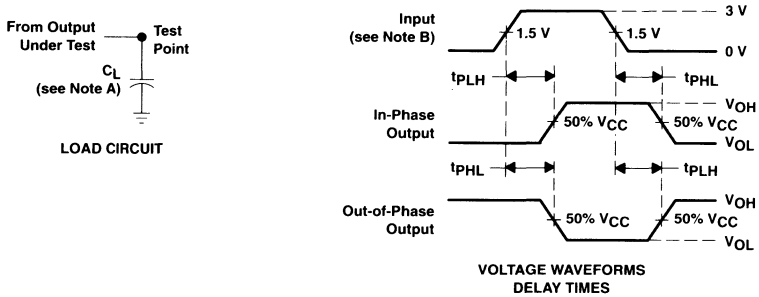 From Output
Under Test
Test
Point
CL
(see Note A)
LOAD CIRCUIT
Input
(see Note B)
1.5 V
1.5 V
3 V
0 V
tPLH
tPHL
In-Phase
Output
50% VCC
50% VCC
VOH
VOL
tPHL
tPLH
Out-of-Phase
Output
50% VCC
50% VCC
VOH
VOL
VOLTAGE WAVEFORMS
DELAY TIMES